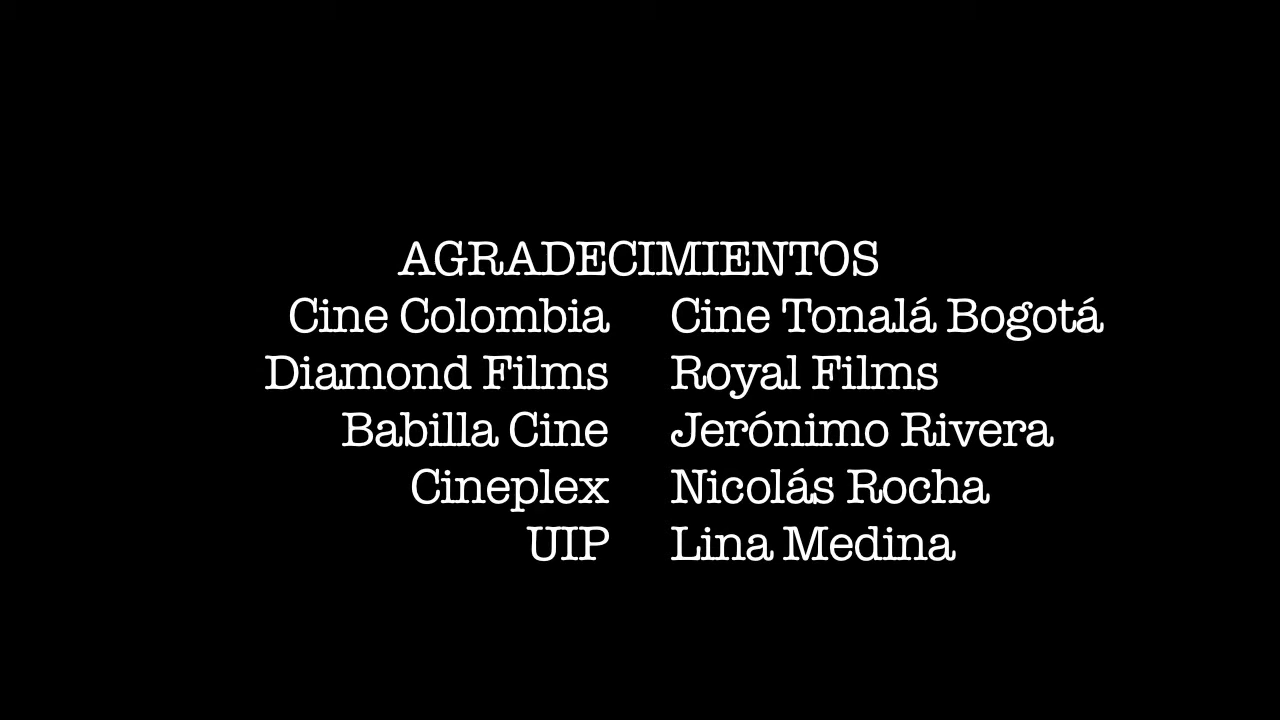 AGRADECIMIENTOS
Cine Colombia Cine Tonalá Bogotá
Diamond Films Royal Films
Babilla Cine Jerónimo Rivera
Cineplex Nicolás Rocha
UIP Lina Medina